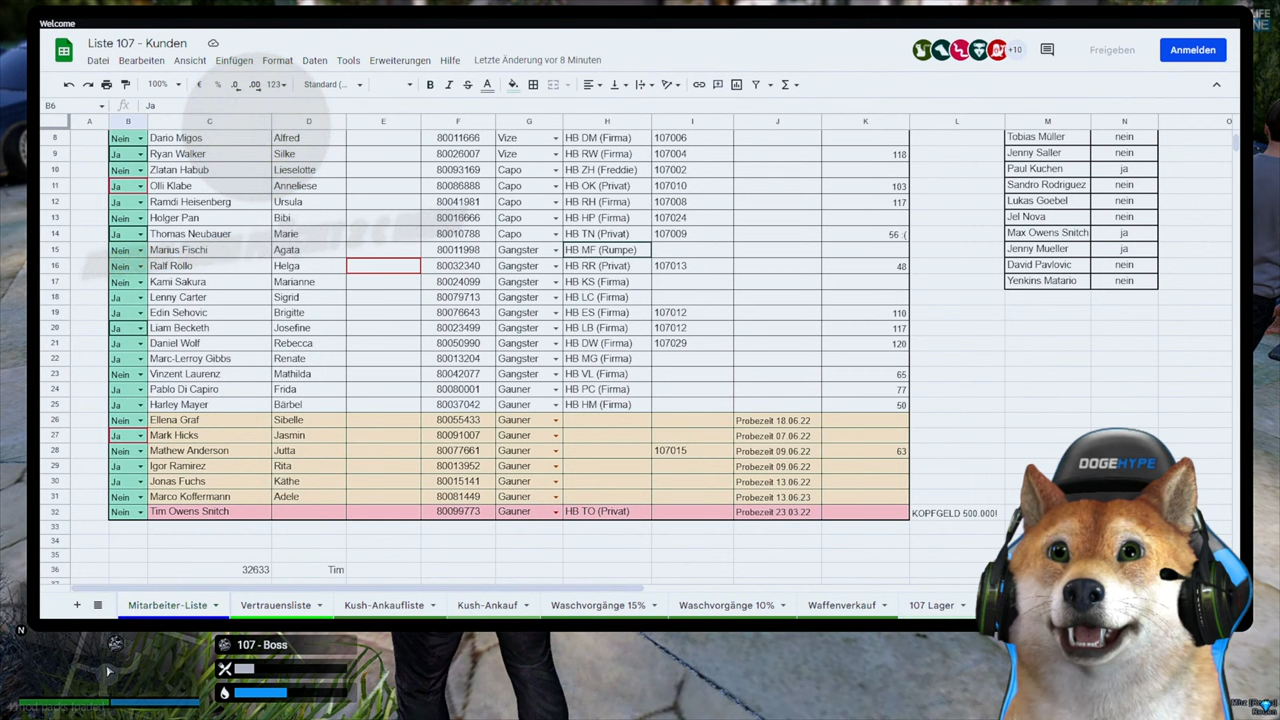 Welcome
Liste 107 - Kunden
+10
Freigeben
Anmelden
Datei Bearbeiten Ansicht Einfügen Format Daten Tools Erweiterungen Hilfe Letzte Änderung vor 8 Minuten
100% € % .0 .00 123 Standard (... B I S A
B6 fx Ja
A B C D E F G H I J K L M N O
8 Nein Dario Migos Alfred 80011666 Vize HB DM (Firma) 107006 Tobias Müller nein
9 Ja Ryan Walker Silke 80026007 Vize HB RW (Firma) 107004 118 Jenny Saller nein
10 Nein Zlatan Habub Lieselotte 80093169 Capo HB ZH (Freddie) 107002 Paul Kuchen ja
11 Ja Olli Klabe Anneliese 80086888 Capo HB OK (Privat) 107010 103 Sandro Rodriguez nein
12 Ja Ramdi Heisenberg Ursula 80041981 Capo HB RH (Firma) 107008 117 Lukas Goebel nein
13 Nein Holger Pan Bibi 80016666 Capo HB HP (Firma) 107024 Jel Nova nein
14 Ja Thomas Neubauer Marie 80010788 Capo HB TN (Privat) 107009 56 :( Max Owens Snitch ja
15 Nein Marius Fischi Agata 80011998 Gangster HB MF (Rumpe) Jenny Mueller ja
16 Nein Ralf Rollo Helga 80032340 Gangster HB RR (Privat) 107013 48 David Pavlovic nein
17 Nein Kami Sakura Marianne 80024099 Gangster HB KS (Firma) Yenkins Matario nein
18 Ja Lenny Carter Sigrid 80079713 Gangster HB LC (Firma)
19 Ja Edin Sehovic Brigitte 80076643 Gangster HB ES (Firma) 107012 110
20 Ja Liam Becketh Josefine 80023499 Gangster HB LB (Firma) 107012 117
21 Ja Daniel Wolf Rebecca 80050990 Gangster HB DW (Firma) 107029 120
22 Ja Marc-Lerroy Gibbs Renate 80013204 Gangster HB MG (Firma)
23 Nein Vinzent Laurenz Mathilda 80042077 Gangster HB VL (Firma) 65
24 Ja Pablo Di Capiro Frida 80080001 Gauner HB PC (Firma) 77
25 Ja Harley Mayer Bärbel 80037042 Gauner HB HM (Firma) 50
26 Nein Ellena Graf Sibelle 80055433 Gauner Probezeit 18.06.22
27 Ja Mark Hicks Jasmin 80091007 Gauner Probezeit 07.06.22
28 Nein Mathew Anderson Jutta 80077661 Gauner 107015 Probezeit 09.06.22 63
29 Ja Igor Ramirez Rita 80013952 Gauner Probezeit 09.06.22
30 Ja Jonas Fuchs Käthe 80015141 Gauner Probezeit 13.06.22
31 Nein Marco Koffermann Adele 80081449 Gauner Probezeit 13.06.23
32 Nein Tim Owens Snitch 80099773 Gauner HB TO (Privat) Probezeit 23.03.22 KOPFGELD 500.000!
33
34
35
36 32633 Tim
Mitarbeiter-Liste Vertrauensliste Kush-Ankaufliste Kush-Ankauf Waschvorgänge 15% Waschvorgänge 10% Waffenverkauf 107 Lager
DOGEHYPE
N
107 - Boss